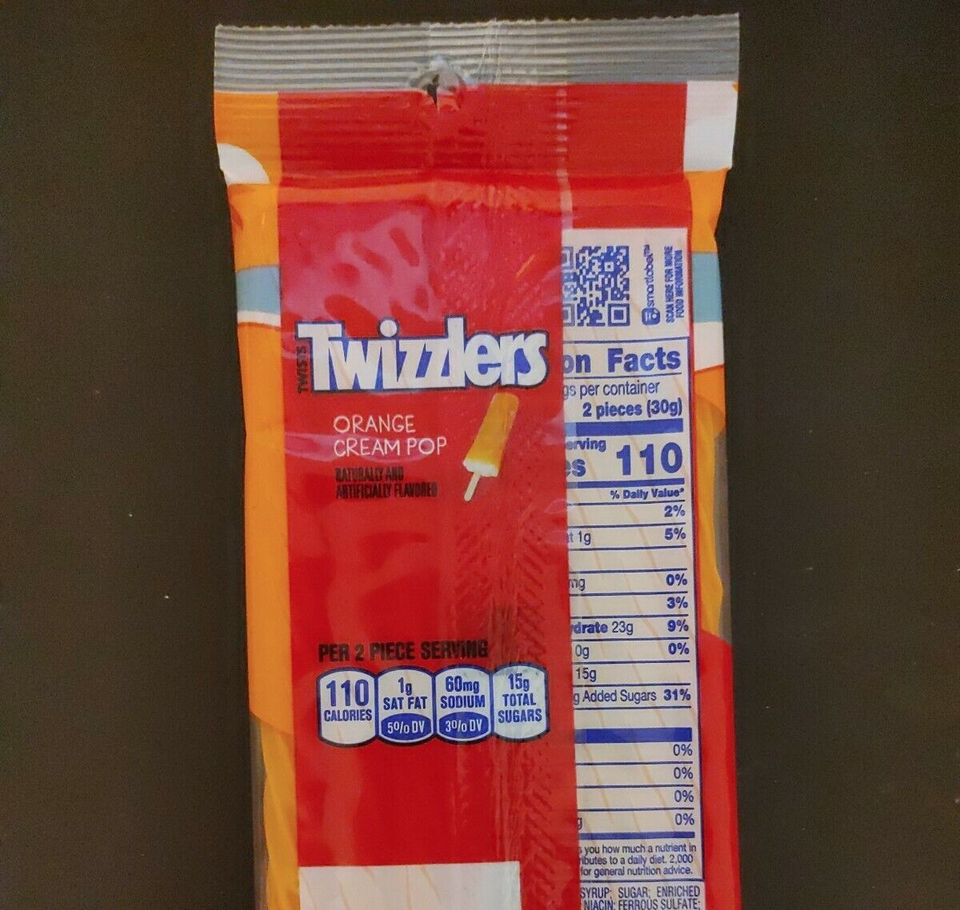 TWISTS
Twizzlers
ORANGE
CREAM POP
NATURALLY AND
ARTIFICIALLY FLAVORED
PER 2 PIECE SERVING
110
CALORIES
1g
SAT FAT
5% DV
60mg
SODIUM
3% DV
15g
TOTAL
SUGARS
smartlabel™
SCAN HERE FOR MORE
FOOD INFORMATION
on Facts
gs per container
2 pieces (30g)
erving
es 110
% Daily Value*
2%
at 1g 5%
mg 0%
3%
ydrate 23g 9%
0g 0%
15g
g Added Sugars 31%
0%
0%
0%
g 0%
s you how much a nutrient in
ributes to a daily diet. 2,000
for general nutrition advice.
SYRUP; SUGAR; ENRICHED
NIACIN; FERROUS SULFATE;